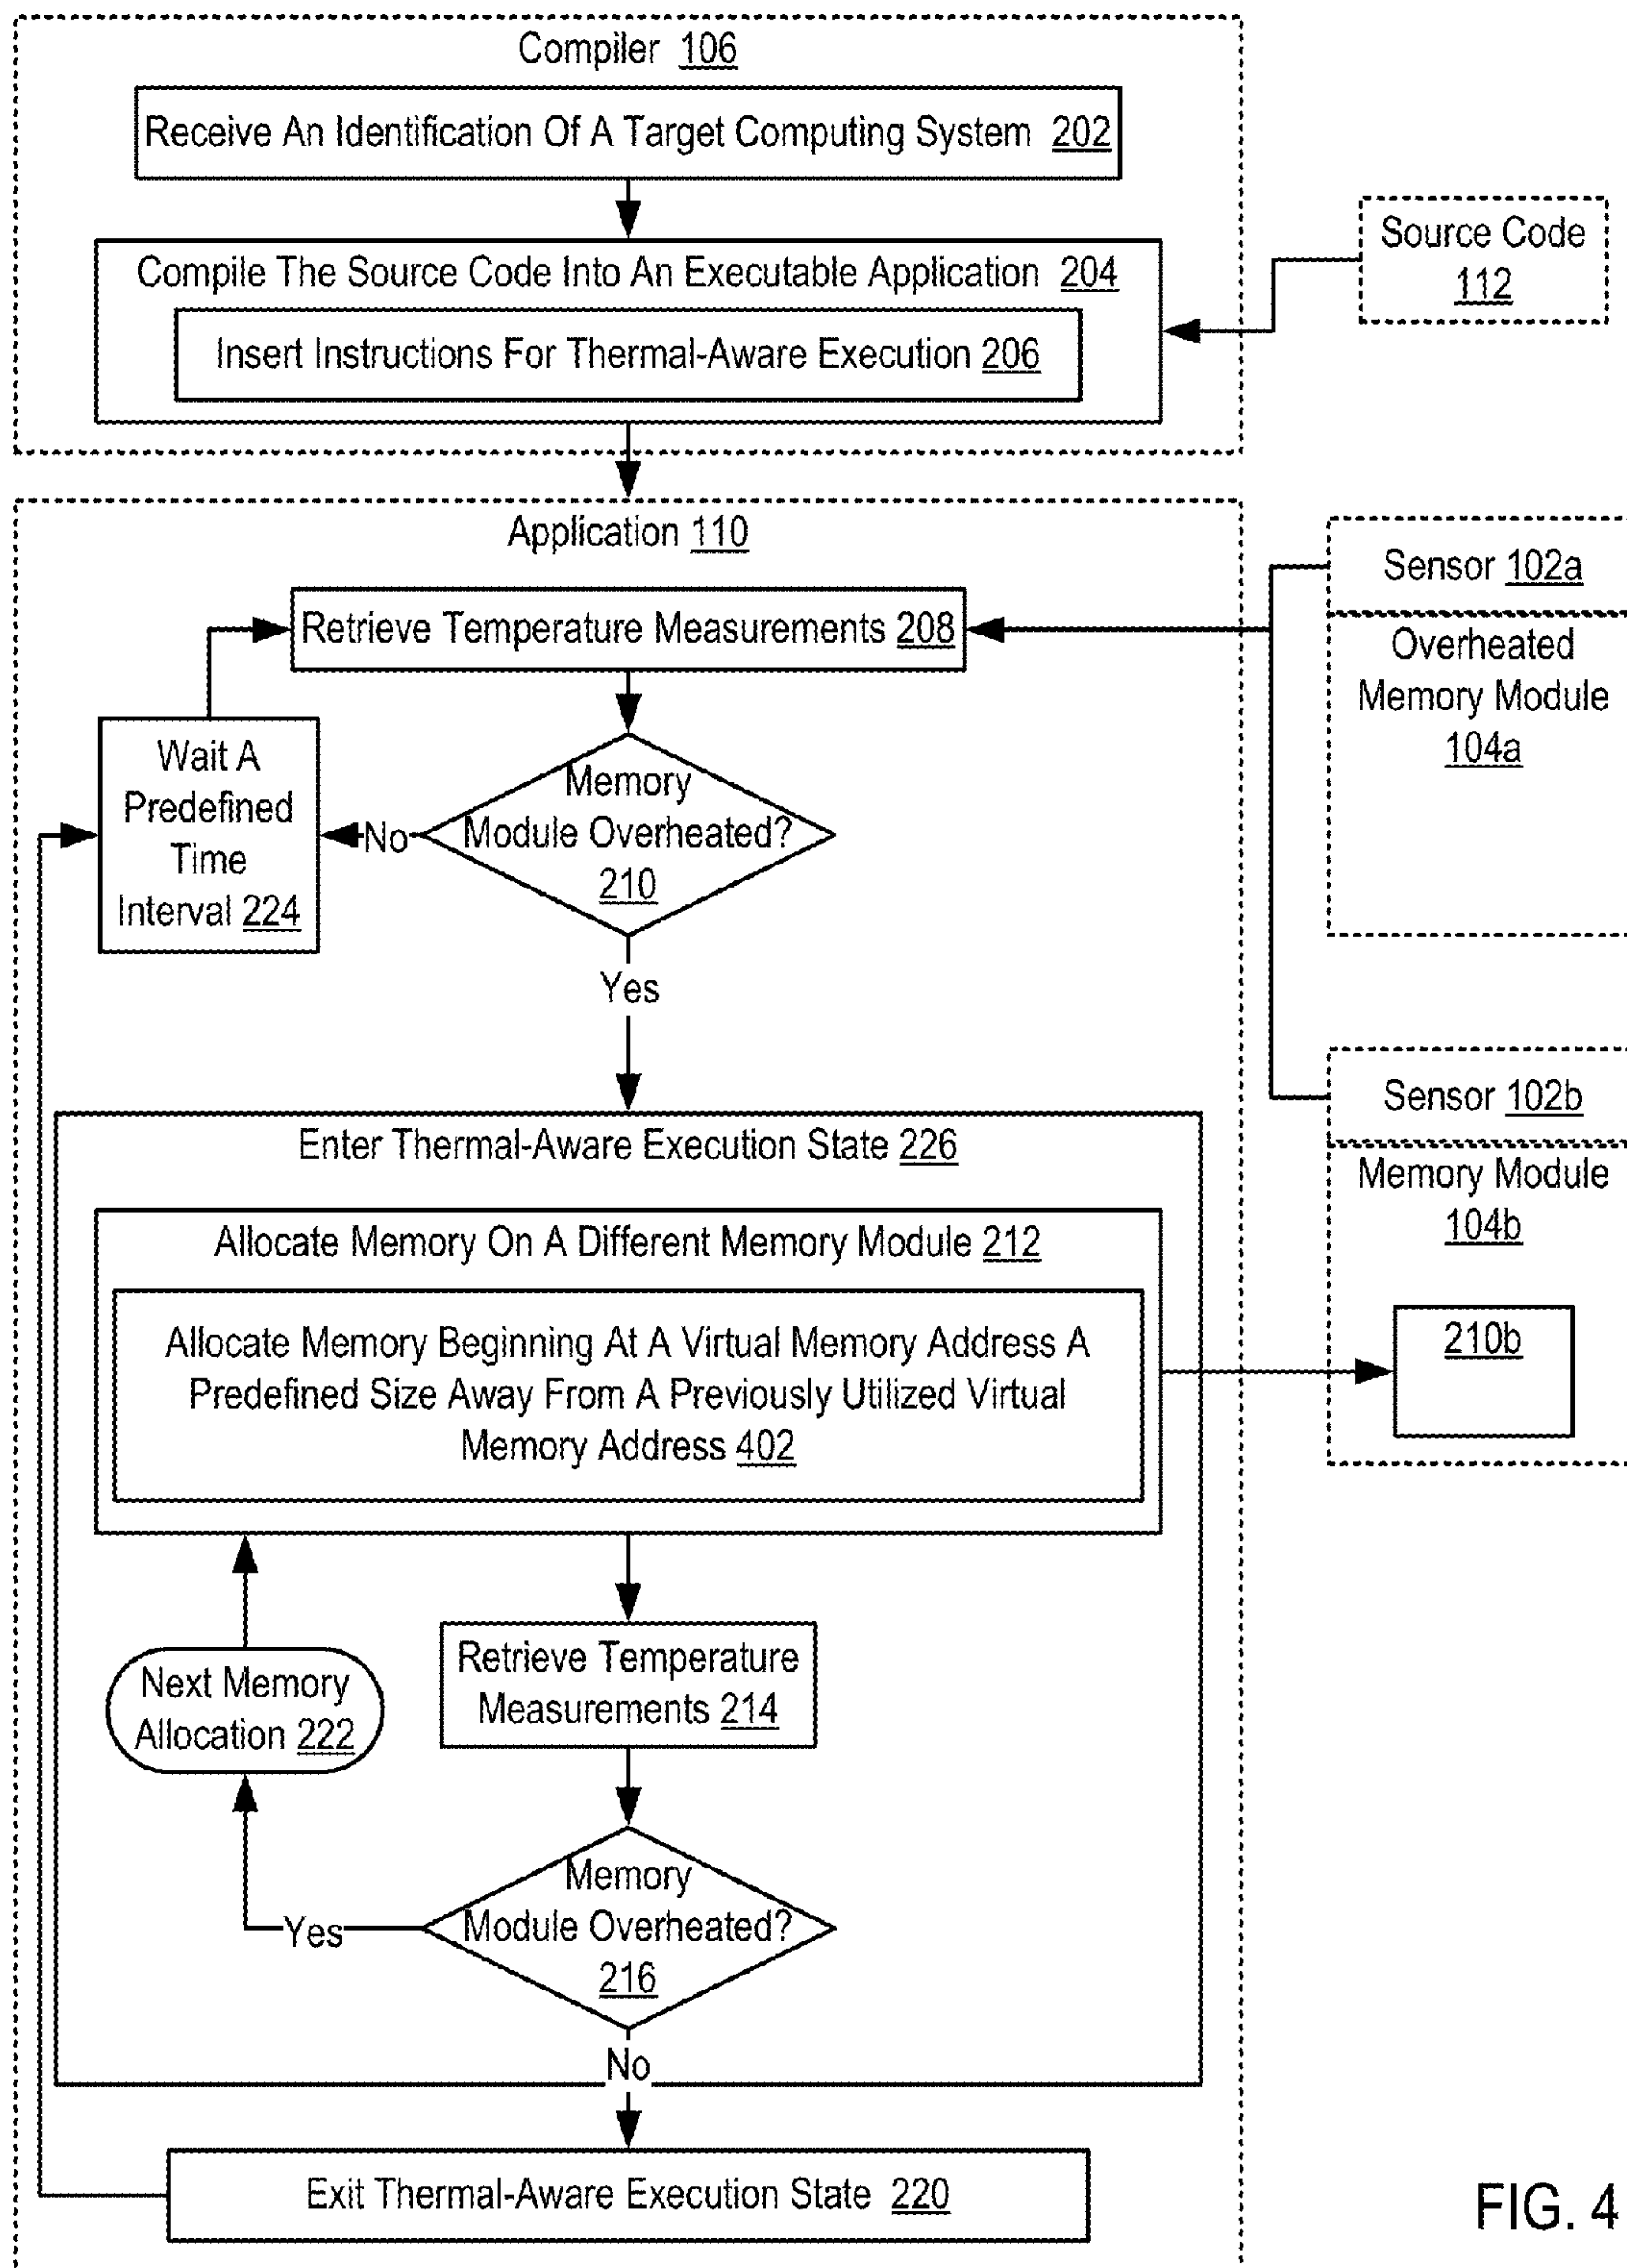 Compiler 106
Receive An Identification Of A Target Computing System 202
Compile The Source Code Into An Executable Application 204
Insert Instructions For Thermal-Aware Execution 206
Source Code
112
Application 110
Retrieve Temperature Measurements 208
Sensor 102a
Overheated
Memory Module
104a
Wait A
Predefined
Time
Interval 224
No
Memory
Module Overheated?
210
Yes
Sensor 102b
Memory Module
104b
210b
Enter Thermal-Aware Execution State 226
Allocate Memory On A Different Memory Module 212
Allocate Memory Beginning At A Virtual Memory Address A
Predefined Size Away From A Previously Utilized Virtual
Memory Address 402
Next Memory
Allocation 222
Retrieve Temperature
Measurements 214
Yes
Memory
Module Overheated?
216
No
Exit Thermal-Aware Execution State 220
FIG. 4